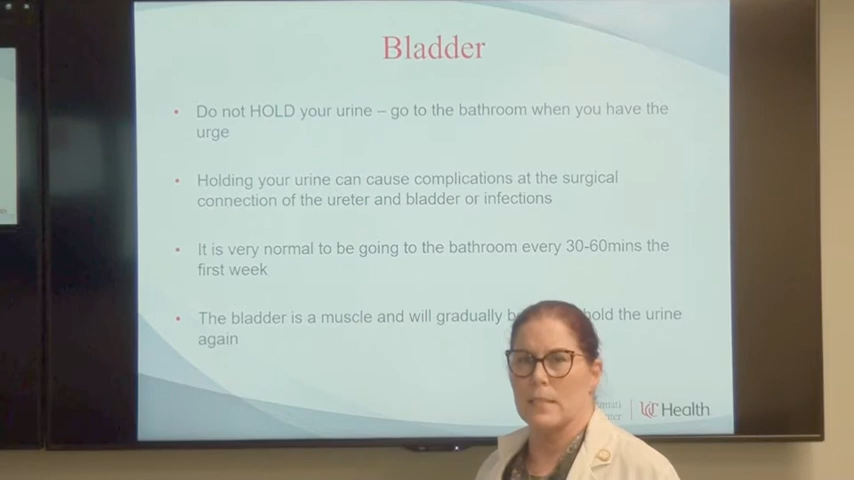 Bladder
• Do not HOLD your urine – go to the bathroom when you have the
urge
• Holding your urine can cause complications at the surgical
connection of the ureter and bladder or infections
• It is very normal to be going to the bathroom every 30-60mins the
first week
• The bladder is a muscle and will gradually hold the urine
again
UC Health